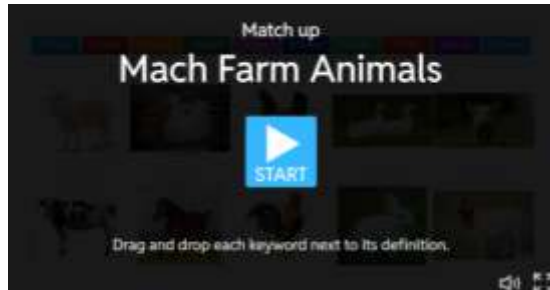 Match up
Mach Farm Animals
START
Drag and drop each keyword next to its definition.